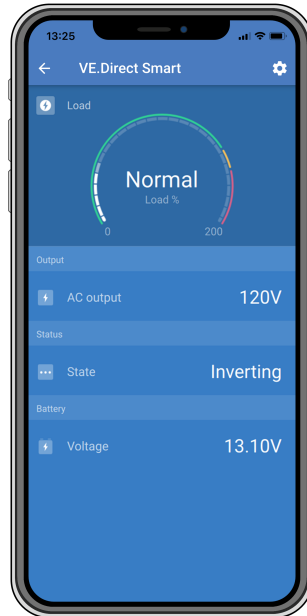 13:25
VE.Direct Smart
Load
Normal
Load %
0 200
Output
AC output 120V
Status
State Inverting
Battery
Voltage 13.10V